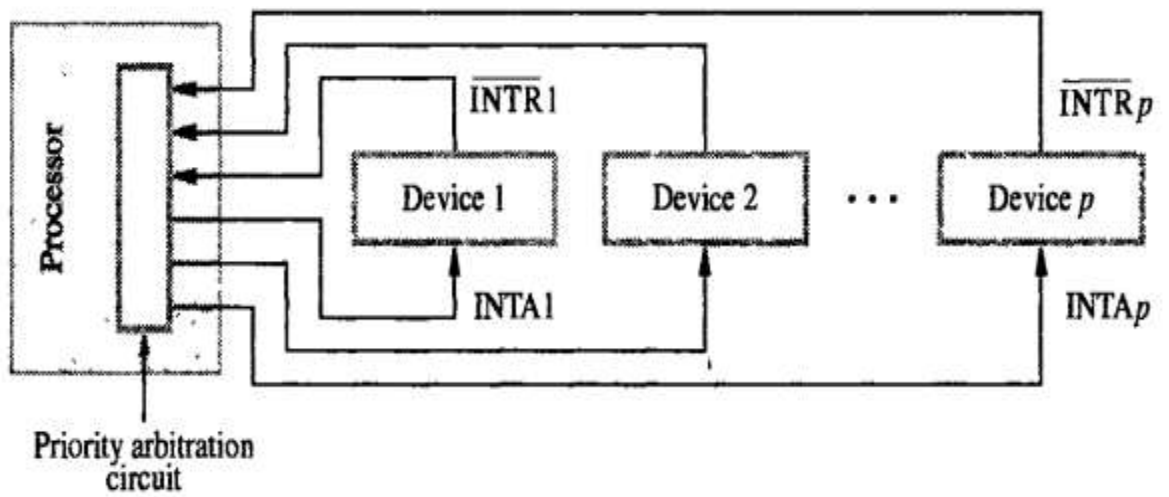 Processor
INTR1
INTRp
Device 1
Device 2
...
Device p
INTA1
INTAp
Priority arbitration
circuit